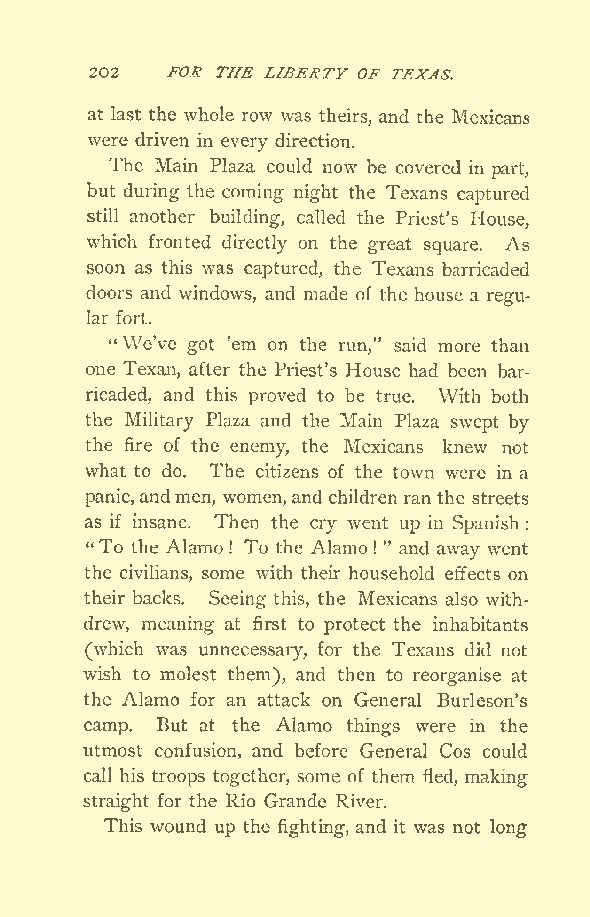 202 FOR THE LIBERTY OF TEXAS.
at last the whole row was theirs, and the Mexicans
were driven in every direction.
The Main Plaza could now be covered in part,
but during the coming night the Texans captured
still another building, called the Priest's House,
which fronted directly on the great square. As
soon as this was captured, the Texans barricaded
doors and windows, and made of the house a regu-
lar fort.
"We've got 'em on the run," said more than
one Texan, after the Priest's House had been bar-
ricaded, and this proved to be true. With both
the Military Plaza and the Main Plaza swept by
the fire of the enemy, the Mexicans knew not
what to do. The citizens of the town were in a
panic, and men, women, and children ran the streets
as if insane. Then the cry went up in Spanish:
"To the Alamo! To the Alamo!" and away went
the civilians, some with their household effects on
their backs. Seeing this, the Mexicans also with-
drew, meaning at first to protect the inhabitants
(which was unnecessary, for the Texans did not
wish to molest them), and then to reorganise at
the Alamo for an attack on General Burleson's
camp. But at the Alamo things were in the
utmost confusion, and before General Cos could
call his troops together, some of them fled, making
straight for the Rio Grande River.
This wound up the fighting, and it was not long